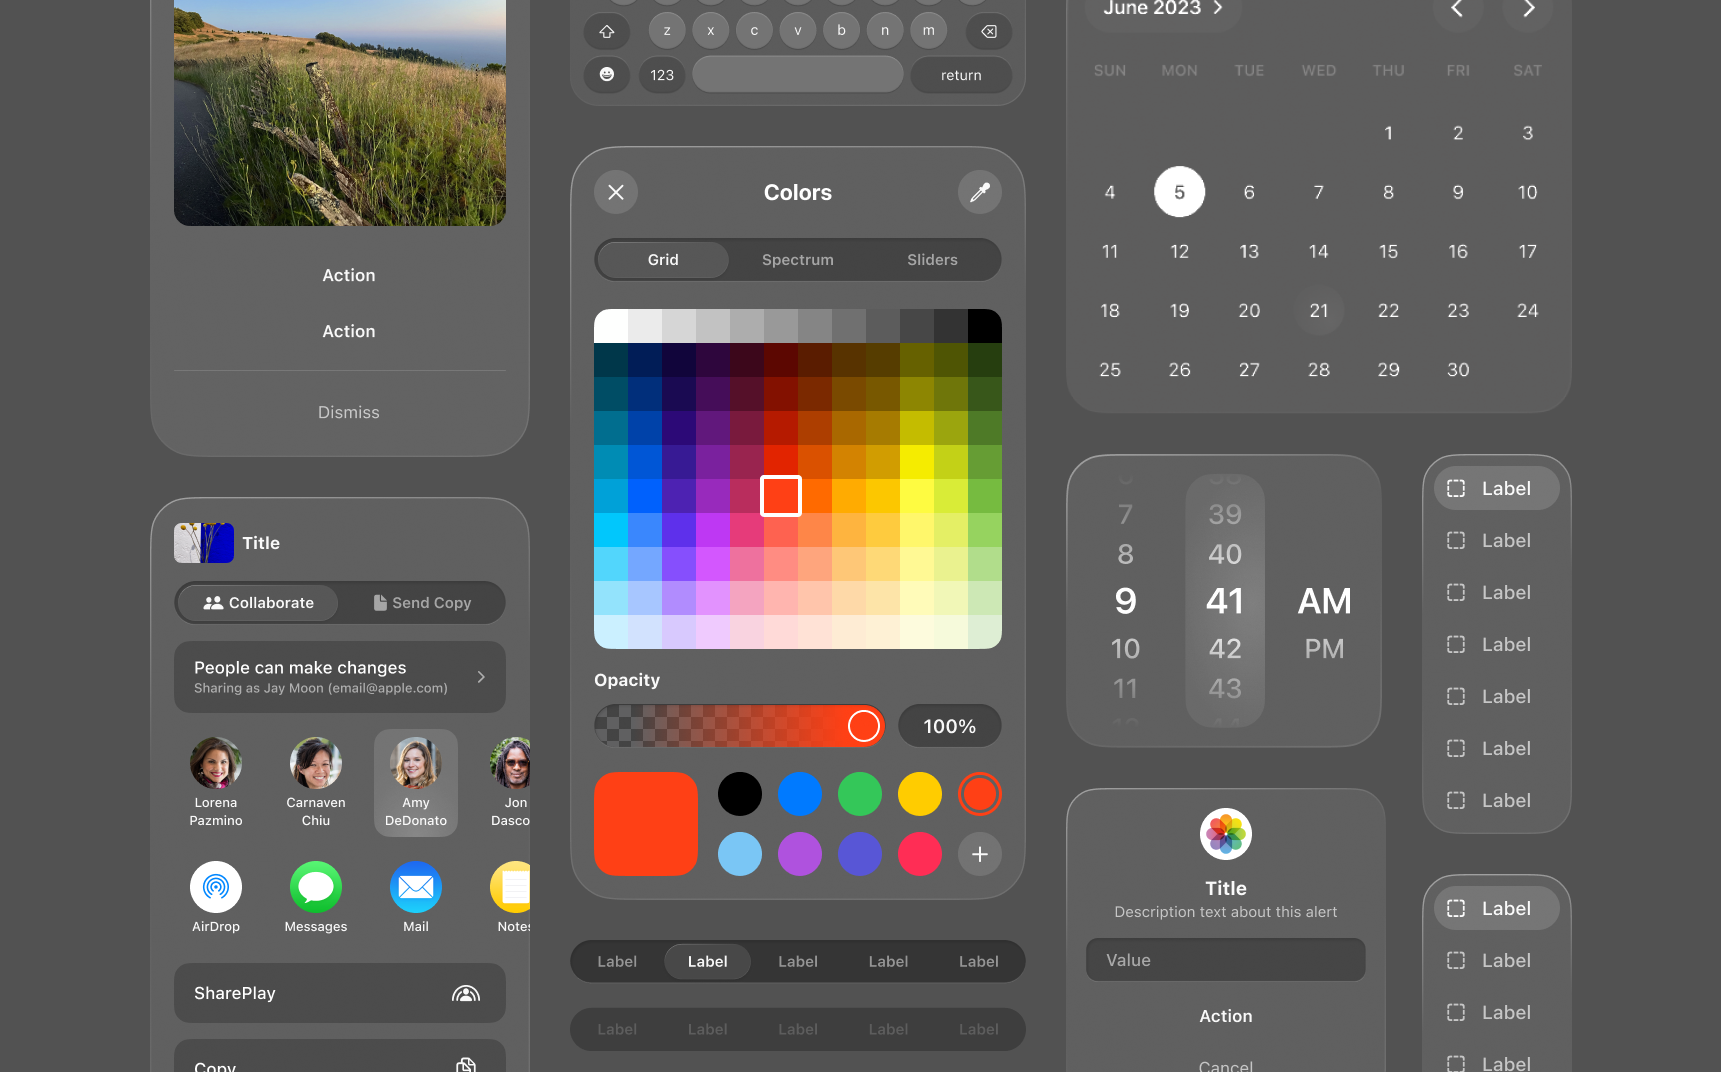 Action
Action
Dismiss
Title
Collaborate
Send Copy
People can make changes
Sharing as Jay Moon (email@apple.com)
Lorena
Pazmino
Carnaven
Chiu
Amy
DeDonato
Jon
Dasco
AirDrop
Messages
Mail
Notes
SharePlay
Copy
z x c v b n m
123
return
Colors
Grid Spectrum Sliders
Opacity
100%
Label Label Label Label Label
Label Label Label Label Label
June 2023
SUN MON TUE WED THU FRI SAT
1 2 3
4 5 6 7 8 9 10
11 12 13 14 15 16 17
18 19 20 21 22 23 24
25 26 27 28 29 30
7 39
8 40
9 41 AM
10 42 PM
11 43
Title
Description text about this alert
Value
Action
Cancel
Label
Label
Label
Label
Label
Label
Label
Label
Label
Label
Label